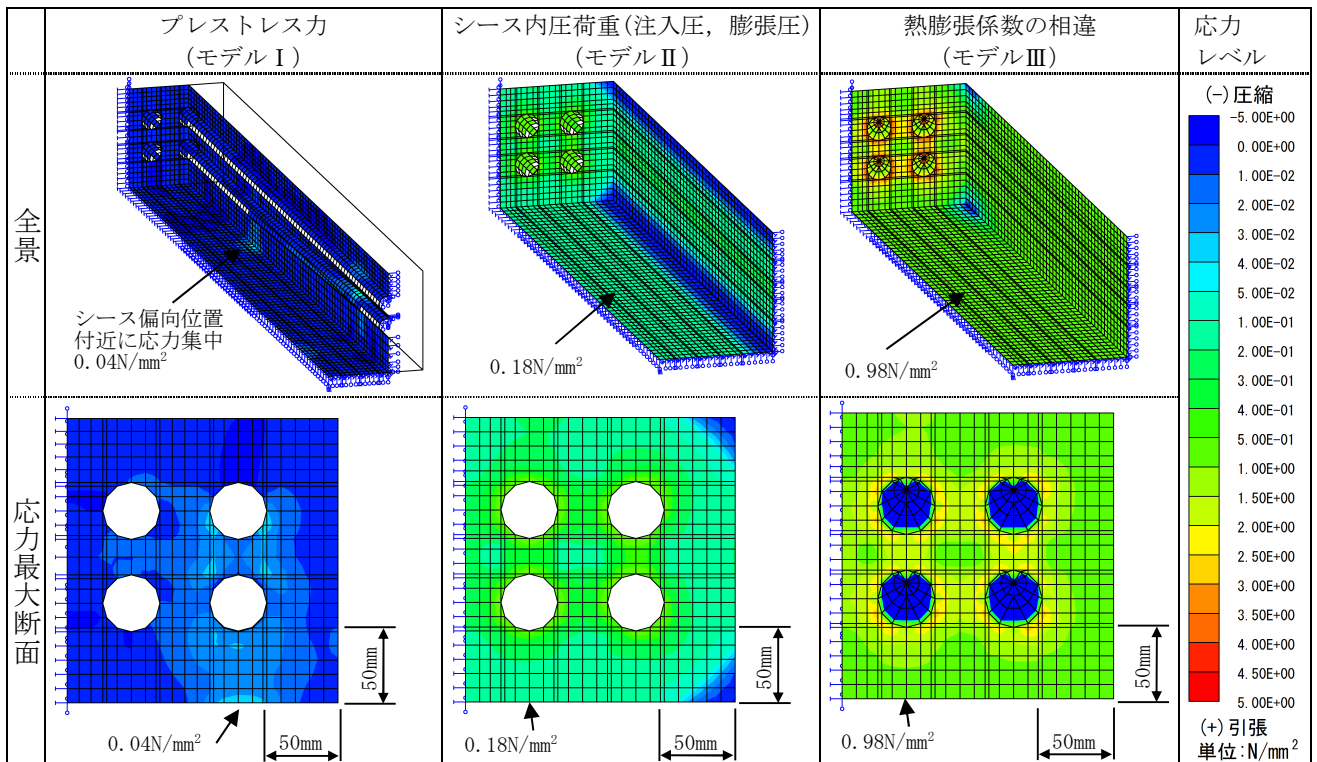 プレストレス力
(モデルⅠ)
シース内圧荷重(注入圧，膨張圧)
(モデルⅡ)
熱膨張係数の相違
(モデルⅢ)
応力
レベル
全景
シース偏向位置
付近に応力集中
0.04N/mm²
0.18N/mm²
0.98N/mm²
応力最大断面
50mm
0.04N/mm²
50mm
50mm
0.18N/mm²
50mm
50mm
0.98N/mm²
50mm
(-)圧縮
-5.00E+00
0.00E+00
1.00E-02
2.00E-02
3.00E-02
4.00E-02
5.00E-02
1.00E-01
2.00E-01
3.00E-01
4.00E-01
5.00E-01
1.00E+00
1.50E+00
2.00E+00
2.50E+00
3.00E+00
3.50E+00
4.00E+00
4.50E+00
5.00E+00
(+)引張
単位:N/mm²